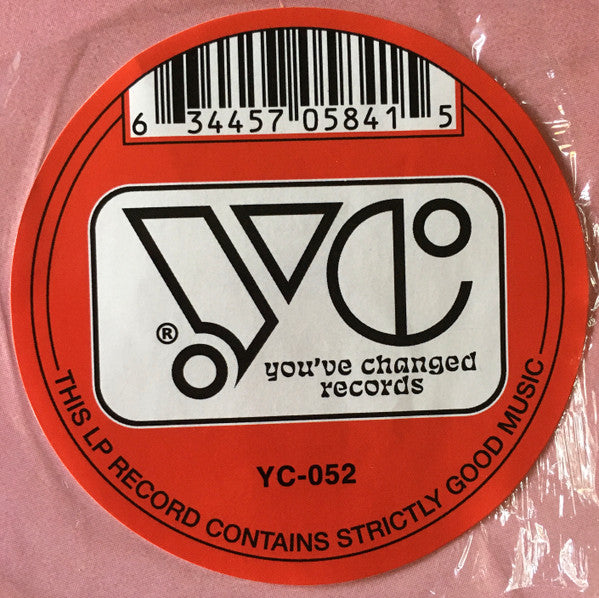 6 34457 05841 5
yc
®
you've changed
records
YC-052
THIS LP RECORD CONTAINS STRICTLY GOOD MUSIC